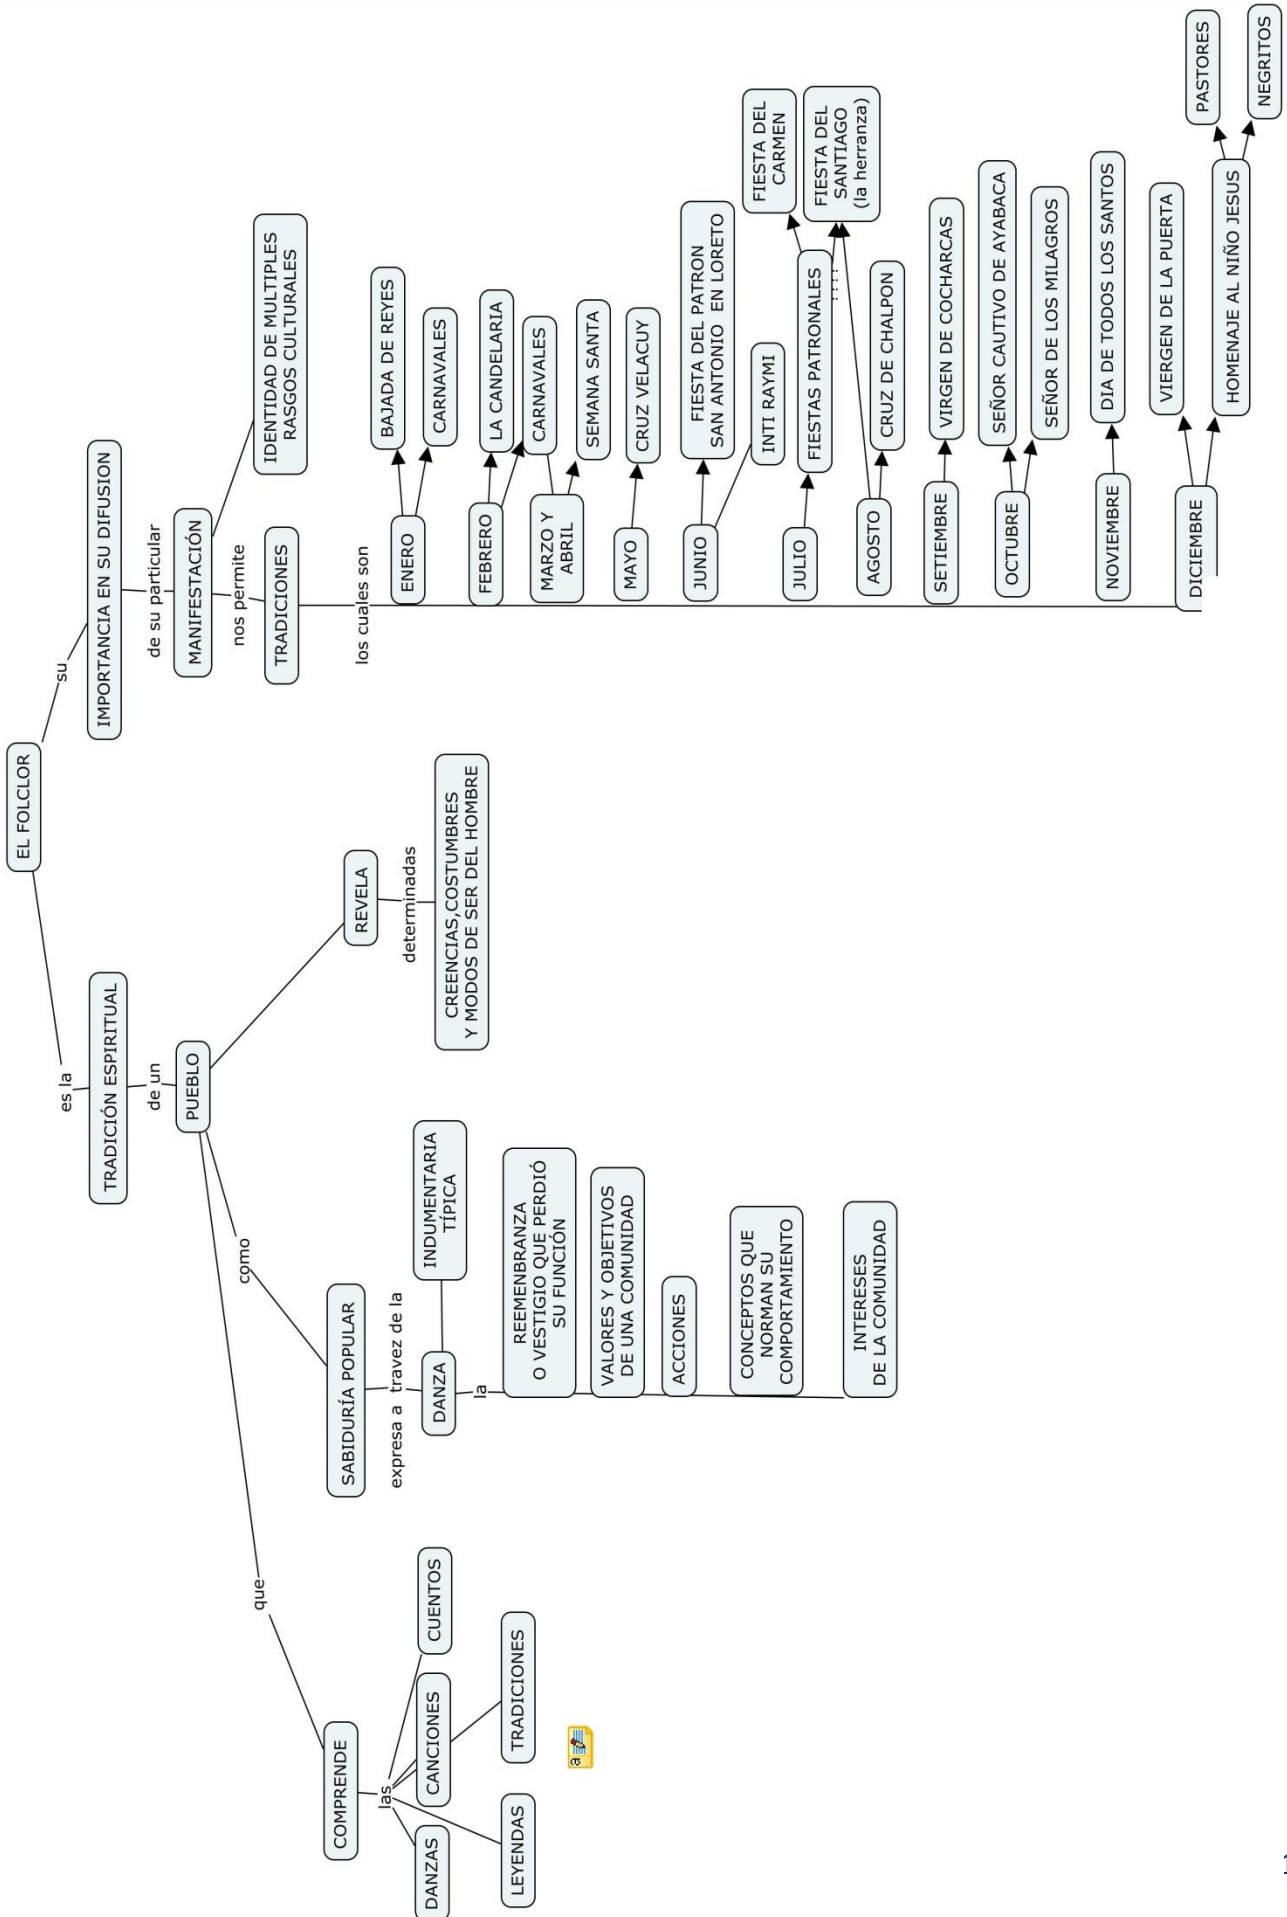 EL FOLCLOR
es la
su
TRADICIÓN ESPIRITUAL
de un
PUEBLO
que
como
COMPRENDE
las
DANZAS
CANCIONES
CUENTOS
LEYENDAS
TRADICIONES
a
SABIDURÍA POPULAR
expresa a travez de la
DANZA
INDUMENTARIA
TÍPICA
la
REEMENBRANZA
O VESTIGIO QUE PERDIÓ
SU FUNCIÓN
VALORES Y OBJETIVOS
DE UNA COMUNIDAD
ACCIONES
CONCEPTOS QUE
NORMAN SU
COMPORTAMIENTO
INTERESES
DE LA COMUNIDAD
REVELA
determinadas
CREENCIAS,COSTUMBRES
Y MODOS DE SER DEL HOMBRE
IMPORTANCIA EN SU DIFUSION
de su particular
MANIFESTACIÓN
nos permite
TRADICIONES
IDENTIDAD DE MULTIPLES
RASGOS CULTURALES
los cuales son
ENERO
BAJADA DE REYES
CARNAVALES
FEBRERO
LA CANDELARIA
CARNAVALES
MARZO Y
ABRIL
SEMANA SANTA
MAYO
CRUZ VELACUY
JUNIO
FIESTA DEL PATRON
SAN ANTONIO EN LORETO
INTI RAYMI
JULIO
FIESTAS PATRONALES
FIESTA DEL
CARMEN
FIESTA DEL
SANTIAGO
(la herranza)
....
AGOSTO
CRUZ DE CHALPON
SETIEMBRE
VIRGEN DE COCHARCAS
OCTUBRE
SEÑOR CAUTIVO DE AYABACA
SEÑOR DE LOS MILAGROS
NOVIEMBRE
DIA DE TODOS LOS SANTOS
DICIEMBRE
VIERGEN DE LA PUERTA
HOMENAJE AL NIÑO JESUS
PASTORES
NEGRITOS